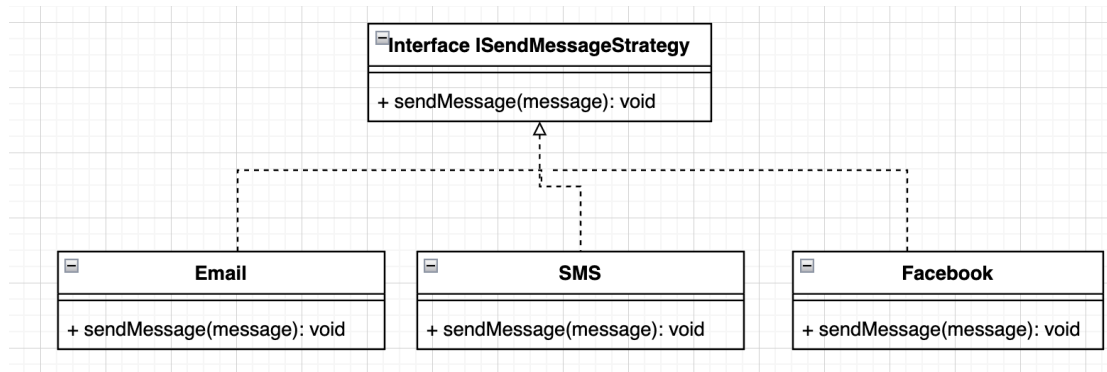 Interface ISendMessageStrategy
+ sendMessage(message): void
Email
SMS
Facebook
+ sendMessage(message): void
+ sendMessage(message): void
+ sendMessage(message): void